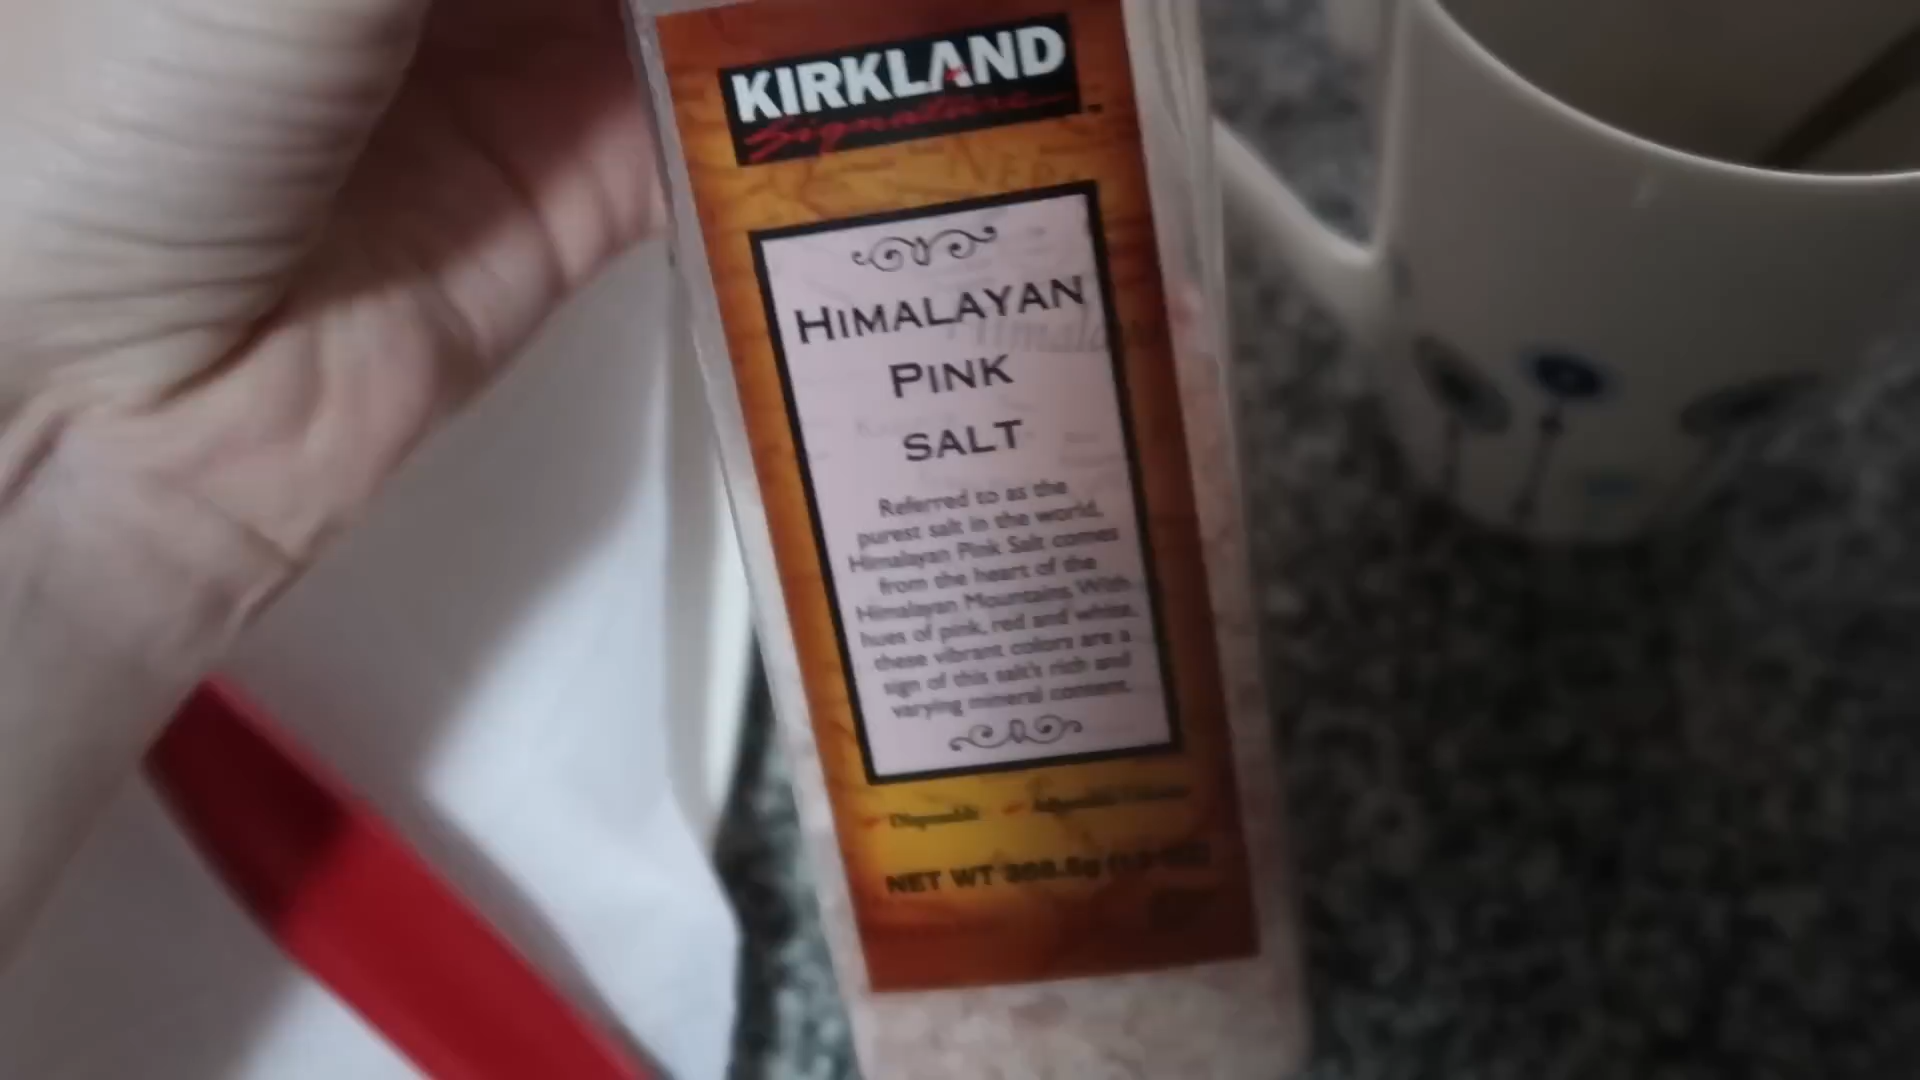 KIRKLAND
Signature
HIMALAYAN
PINK
SALT
Referred to as the
purest salt in the world,
Himalayan Pink Salt comes
from the heart of the
Himalayan Mountains. With
hues of pink, red and white,
these vibrant colors are a
sign of this salt's rich and
varying mineral content.
Disposable
NET WT